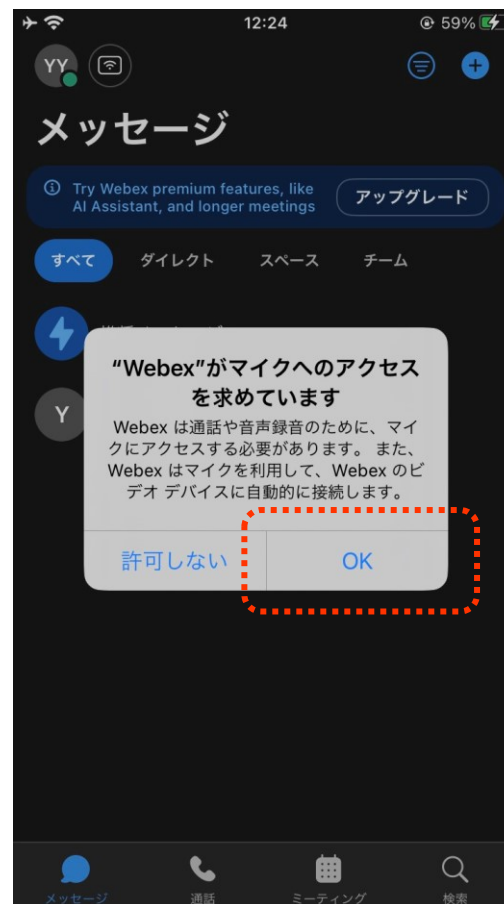 12:24
59%
YY
メッセージ
Try Webex premium features, like
AI Assistant, and longer meetings
アップグレード
すべて ダイレクト スペース チーム
Y
“Webex”がマイクへのアクセス
を求めています
Webex は通話や音声録音のために、マイ
クにアクセスする必要があります。 また、
Webex はマイクを利用して、Webex のビ
デオ デバイスに自動的に接続します。
許可しない OK
メッセージ 通話 ミーティング 検索